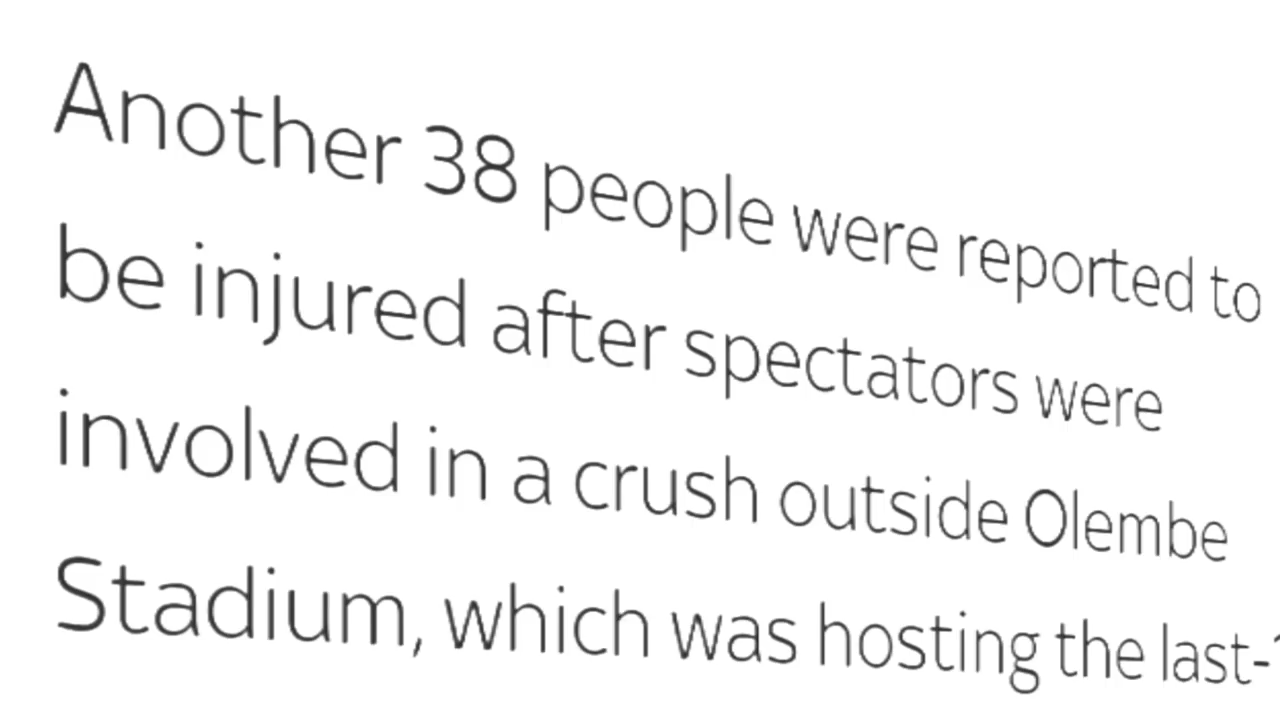 Another 38 people were reported to
be injured after spectators were
involved in a crush outside Olembe
Stadium, which was hosting the last-